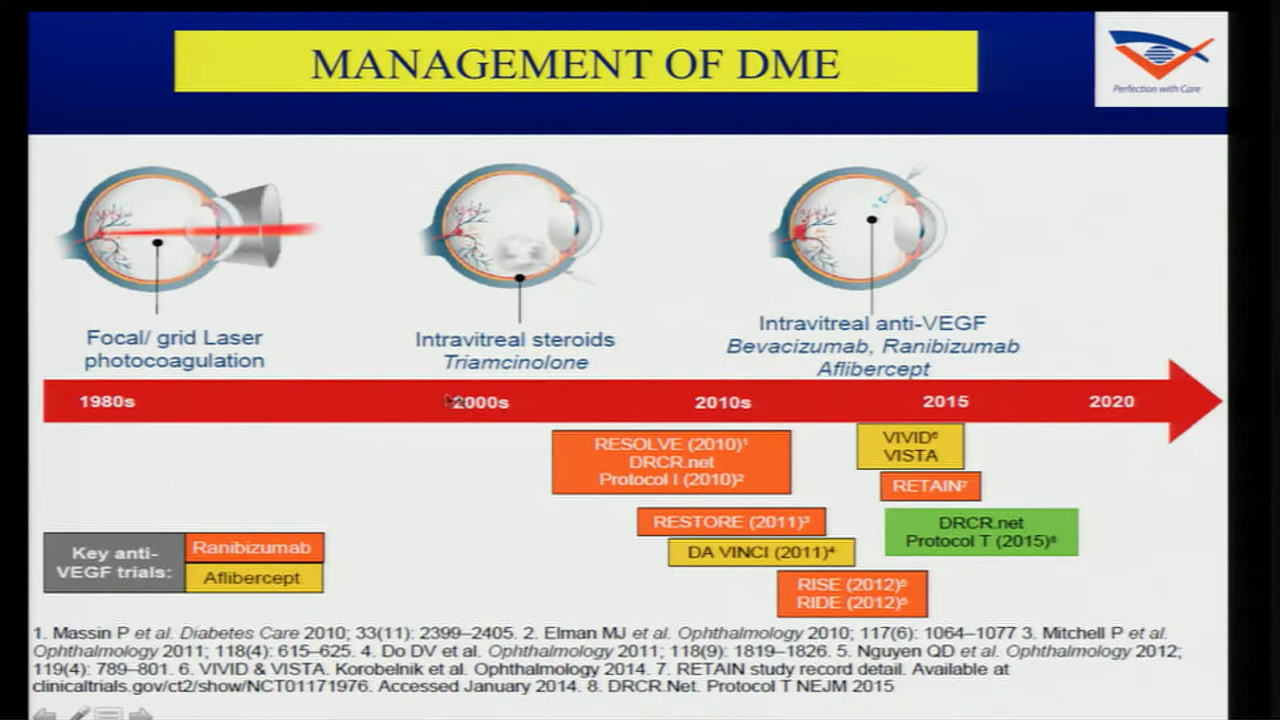 MANAGEMENT OF DME
Perfection with Care
Focal/ grid Laser
photocoagulation
Intravitreal steroids
Triamcinolone
Intravitreal anti-VEGF
Bevacizumab, Ranibizumab
Aflibercept
1980s
2000s
2010s
2015
2020
RESOLVE (2010)¹
DRCR.net
Protocol I (2010)²
VIVID⁶
VISTA
RETAIN⁷
RESTORE (2011)³
DRCR.net
Protocol T (2015)⁸
DA VINCI (2011)⁴
RISE (2012)⁵
RIDE (2012)⁵
Key anti-
VEGF trials:
Ranibizumab
Aflibercept
1. Massin P et al. Diabetes Care 2010; 33(11): 2399–2405. 2. Elman MJ et al. Ophthalmology 2010; 117(6): 1064–1077 3. Mitchell P et al.
Ophthalmology 2011; 118(4): 615–625. 4. Do DV et al. Ophthalmology 2011; 118(9): 1819–1826. 5. Nguyen QD et al. Ophthalmology 2012;
119(4): 789–801. 6. VIVID & VISTA. Korobelnik et al. Ophthalmology 2014. 7. RETAIN study record detail. Available at
clinicaltrials.gov/ct2/show/NCT01171976. Accessed January 2014. 8. DRCR.Net. Protocol T NEJM 2015